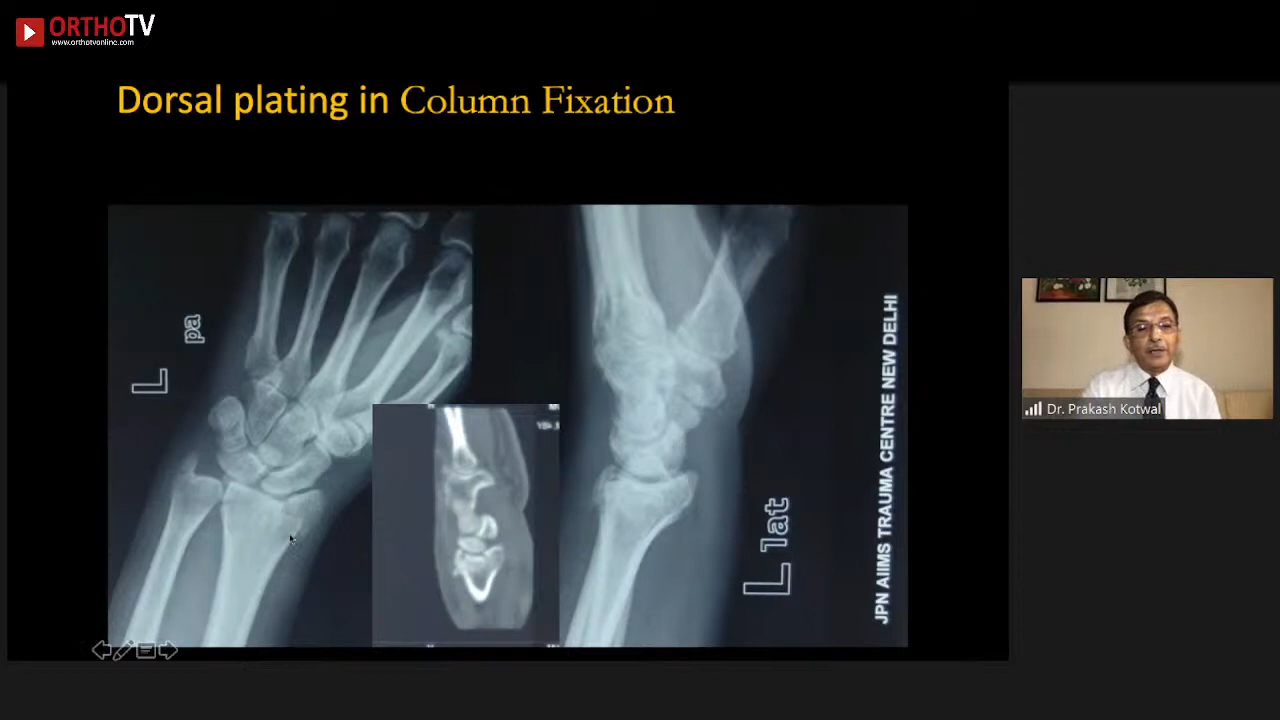 ORTHOTV
www.orthotvonline.com
Dorsal plating in Column Fixation
pa
L
L lat
JPN AIIMS TRAUMA CENTRE NEW DELHI
Dr. Prakash Kotwal